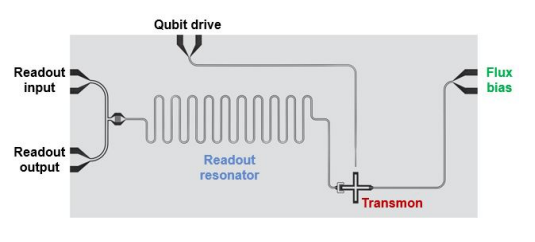 Qubit drive
Readout
input
Flux
bias
Readout
output
Readout
resonator
Transmon